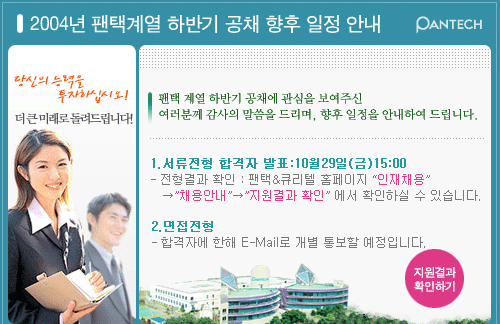 2004년 팬택계열 하반기 공채 향후 일정 안내
PANTECH
당신의 능력을
투자하십시오!
더 큰 미래로 돌려드립니다!
팬택 계열 하반기 공채에 관심을 보여주신
여러분께 감사의 말씀을 드리며, 향후 일정을 안내하여 드립니다.
1.서류전형 합격자 발표:10월29일(금)15:00
- 전형결과 확인 : 팬택&큐리텔 홈페이지 “인재채용”
→“채용안내”→“지원결과 확인” 에서 확인하실 수 있습니다.
2.면접전형
- 합격자에 한해 E-Mail로 개별 통보할 예정입니다.
지원결과
확인하기